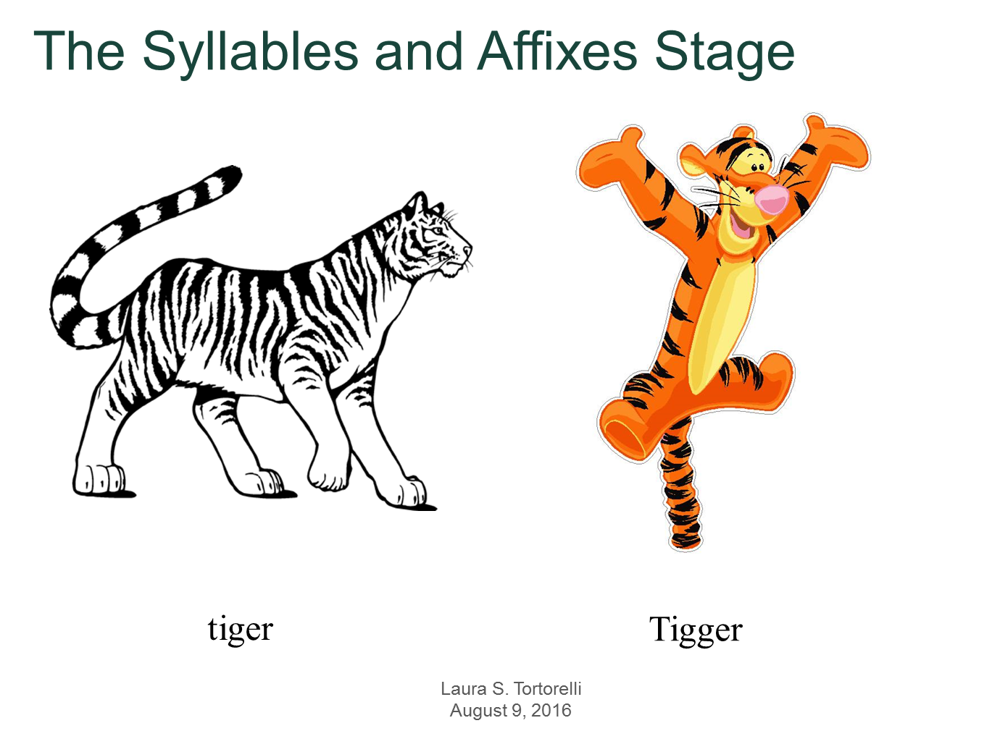 The Syllables and Affixes Stage
tiger
Tigger
Laura S. Tortorelli
August 9, 2016